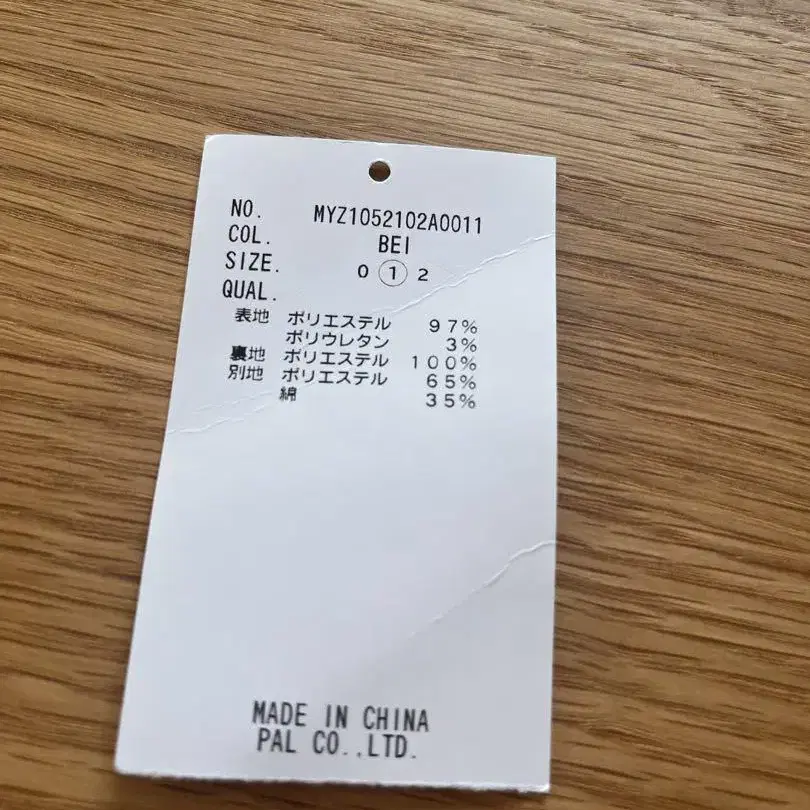 NO. MYZ1052102A0011
COL. BEI
SIZE. 0 ① 2
QUAL.
表地 ポリエステル 97%
ポリウレタン 3%
裏地 ポリエステル 100%
別地 ポリエステル 65%
綿 35%
MADE IN CHINA
PAL CO.,LTD.